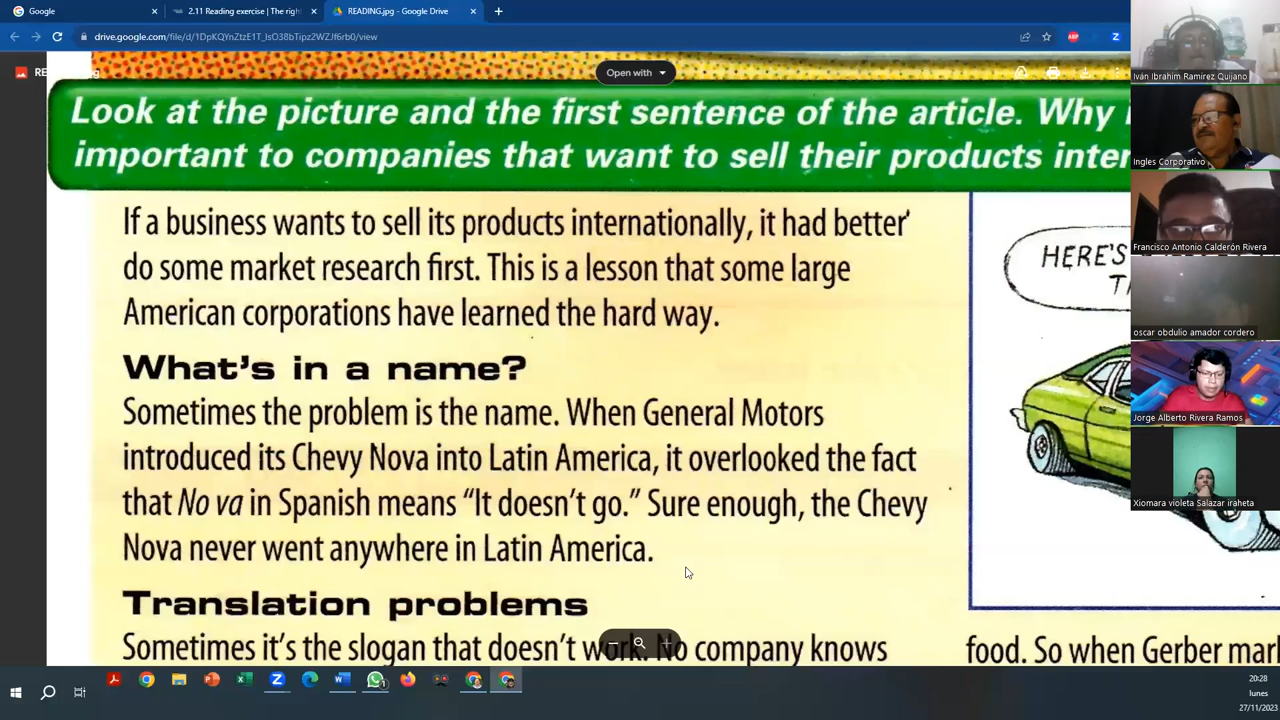 Google
2.11 Reading exercise | The right
READING.jpg - Google Drive
drive.google.com/file/d/1DpKQYnZtzE1T_IsO38bTipz2WZJf6rb0/view
Open with
Look at the picture and the first sentence of the article. Why
important to companies that want to sell their products inter
If a business wants to sell its products internationally, it had better
do some market research first. This is a lesson that some large
American corporations have learned the hard way.
HERE'S
What's in a name?
Sometimes the problem is the name. When General Motors
introduced its Chevy Nova into Latin America, it overlooked the fact
that No va in Spanish means "It doesn't go." Sure enough, the Chevy
Nova never went anywhere in Latin America.
Translation problems
Sometimes it's the slogan that doesn't work. No company knows
food. So when Gerber mar
Iván Ibrahim Ramirez Quijano
Ingles Corporativo
Francisco Antonio Calderón Rivera
oscar obdulio amador cordero
Jorge Alberto Rivera Ramos
Xiomara violeta Salazar iraheta
20:28
lunes
27/11/2023